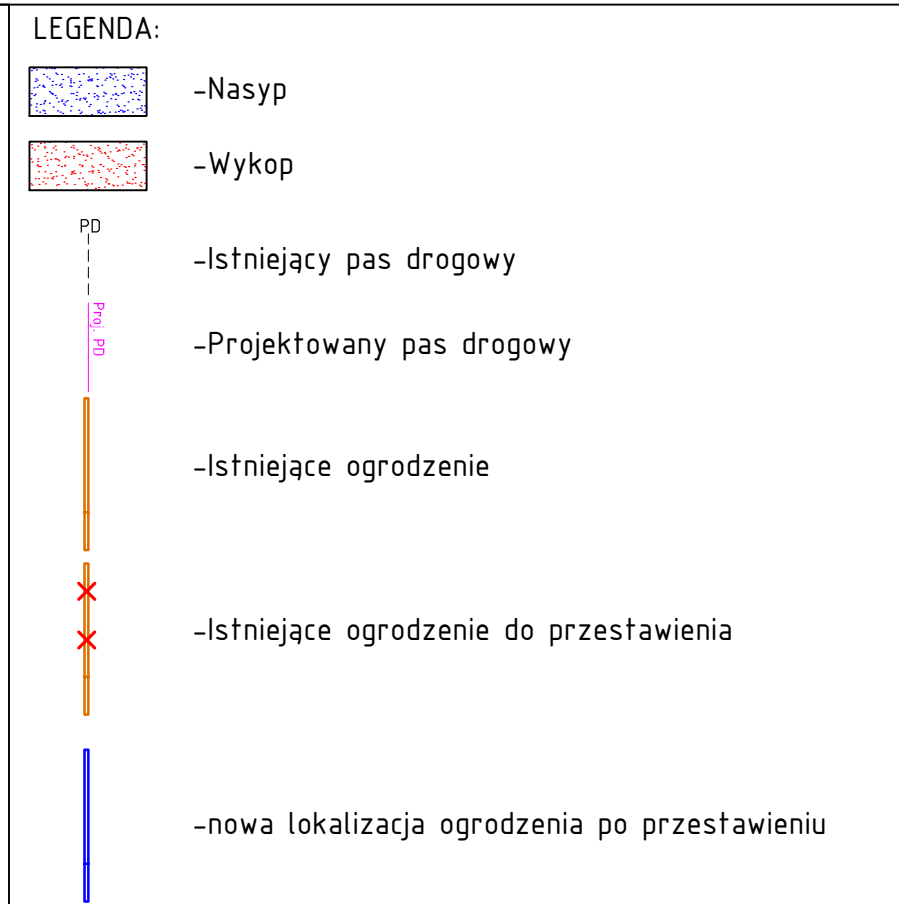 LEGENDA:
-Nasyp
-Wykop
PD
-Istniejący pas drogowy
Proj. PD
-Projektowany pas drogowy
-Istniejące ogrodzenie
-Istniejące ogrodzenie do przestawienia
-nowa lokalizacja ogrodzenia po przestawieniu